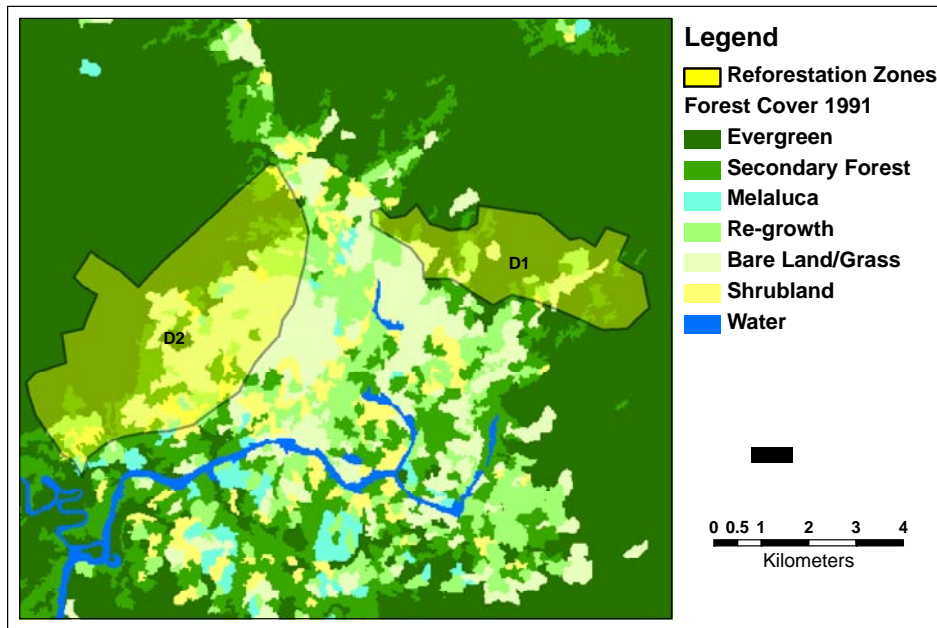 Legend
Reforestation Zones
Forest Cover 1991
Evergreen
Secondary Forest
Melaluca
Re-growth
Bare Land/Grass
Shrubland
Water
D1
D2
0 0.5 1 2 3 4
Kilometers